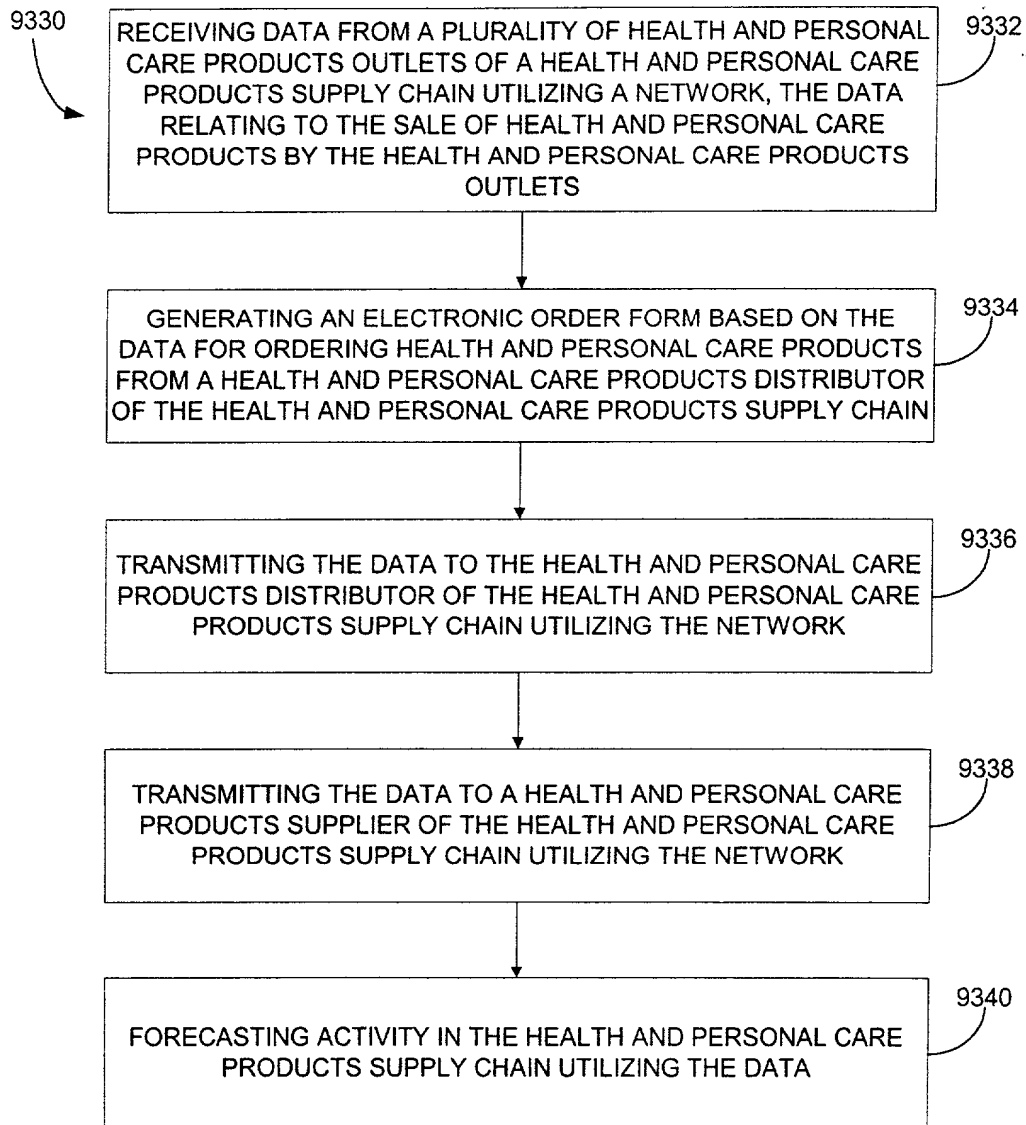 9330
RECEIVING DATA FROM A PLURALITY OF HEALTH AND PERSONAL
CARE PRODUCTS OUTLETS OF A HEALTH AND PERSONAL CARE
PRODUCTS SUPPLY CHAIN UTILIZING A NETWORK, THE DATA
RELATING TO THE SALE OF HEALTH AND PERSONAL CARE
PRODUCTS BY THE HEALTH AND PERSONAL CARE PRODUCTS
OUTLETS
9332
GENERATING AN ELECTRONIC ORDER FORM BASED ON THE
DATA FOR ORDERING HEALTH AND PERSONAL CARE PRODUCTS
FROM A HEALTH AND PERSONAL CARE PRODUCTS DISTRIBUTOR
OF THE HEALTH AND PERSONAL CARE PRODUCTS SUPPLY CHAIN
9334
TRANSMITTING THE DATA TO THE HEALTH AND PERSONAL CARE
PRODUCTS DISTRIBUTOR OF THE HEALTH AND PERSONAL CARE
PRODUCTS SUPPLY CHAIN UTILIZING THE NETWORK
9336
TRANSMITTING THE DATA TO A HEALTH AND PERSONAL CARE
PRODUCTS SUPPLIER OF THE HEALTH AND PERSONAL CARE
PRODUCTS SUPPLY CHAIN UTILIZING THE NETWORK
9338
FORECASTING ACTIVITY IN THE HEALTH AND PERSONAL CARE
PRODUCTS SUPPLY CHAIN UTILIZING THE DATA
9340